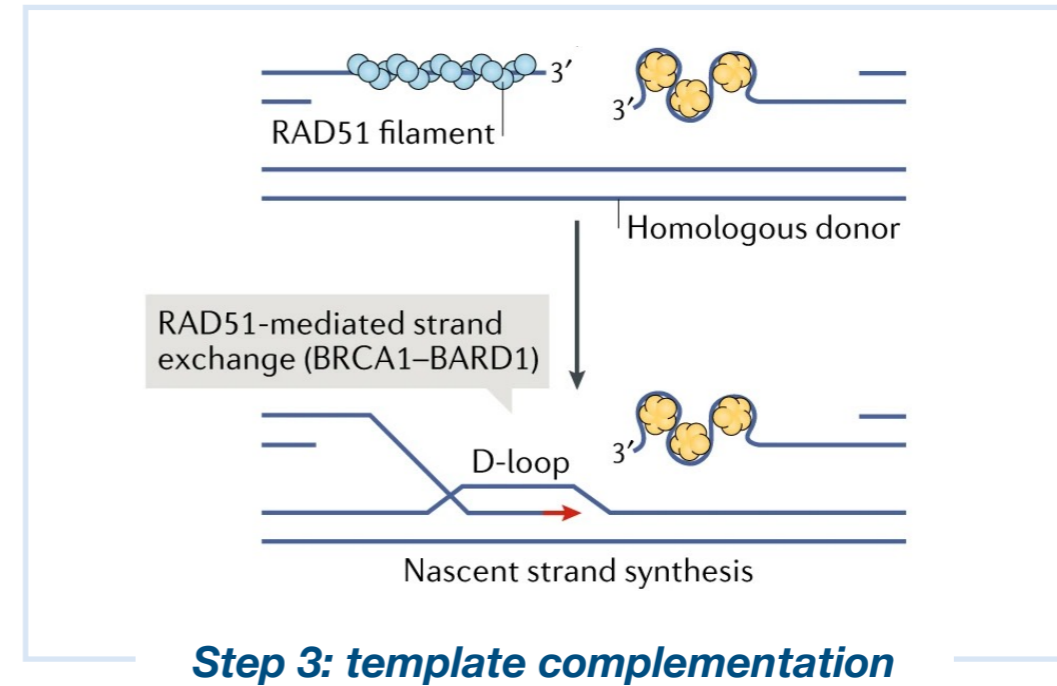 3′
3′
RAD51 filament
Homologous donor
RAD51-mediated strand
exchange (BRCA1–BARD1)
D-loop
3′
Nascent strand synthesis
Step 3: template complementation